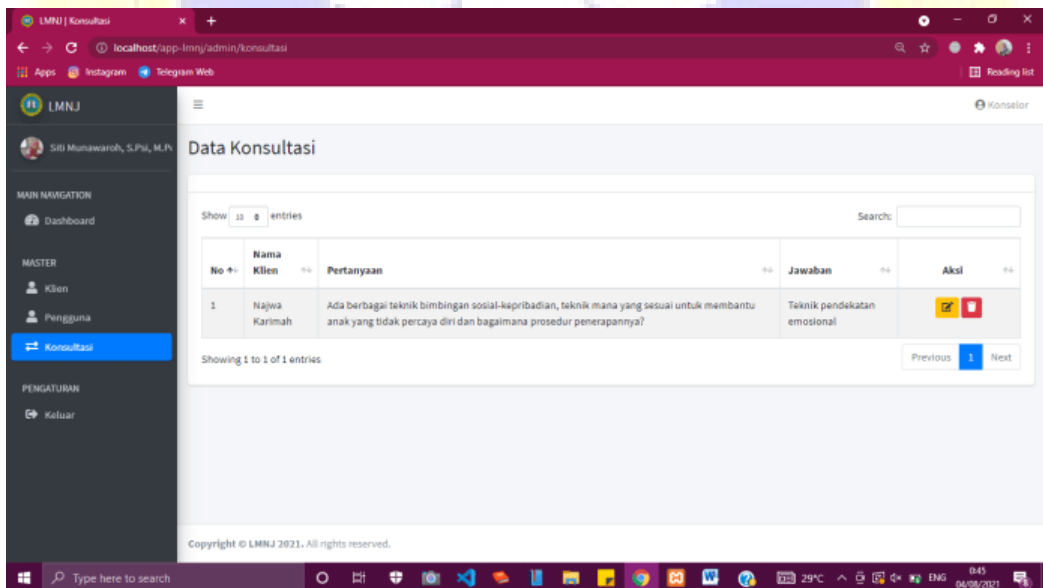 LMNJ | Konsultasi
localhost/app-lmnj/admin/konsultasi
Apps Instagram Telegram Web Reading list
LMNJ
Konselor
Siti Munawaroh, S.Psi, M.P
Data Konsultasi
MAIN NAVIGATION
Dashboard
MASTER
Klien
Pengguna
Konsultasi
PENGATURAN
Keluar
Show 10 entries
Search:
No Nama Klien Pertanyaan Jawaban Aksi
1 Najwa Karimah
Ada berbagai teknik bimbingan sosial-kepribadian, teknik mana yang sesuai untuk membantu
anak yang tidak percaya diri dan bagaimana prosedur penerapannya?
Teknik pendekatan
emosional
Showing 1 to 1 of 1 entries
Previous 1 Next
Copyright © LMNJ 2021. All rights reserved.
Type here to search
29°C ENG
0:45
04/08/2021